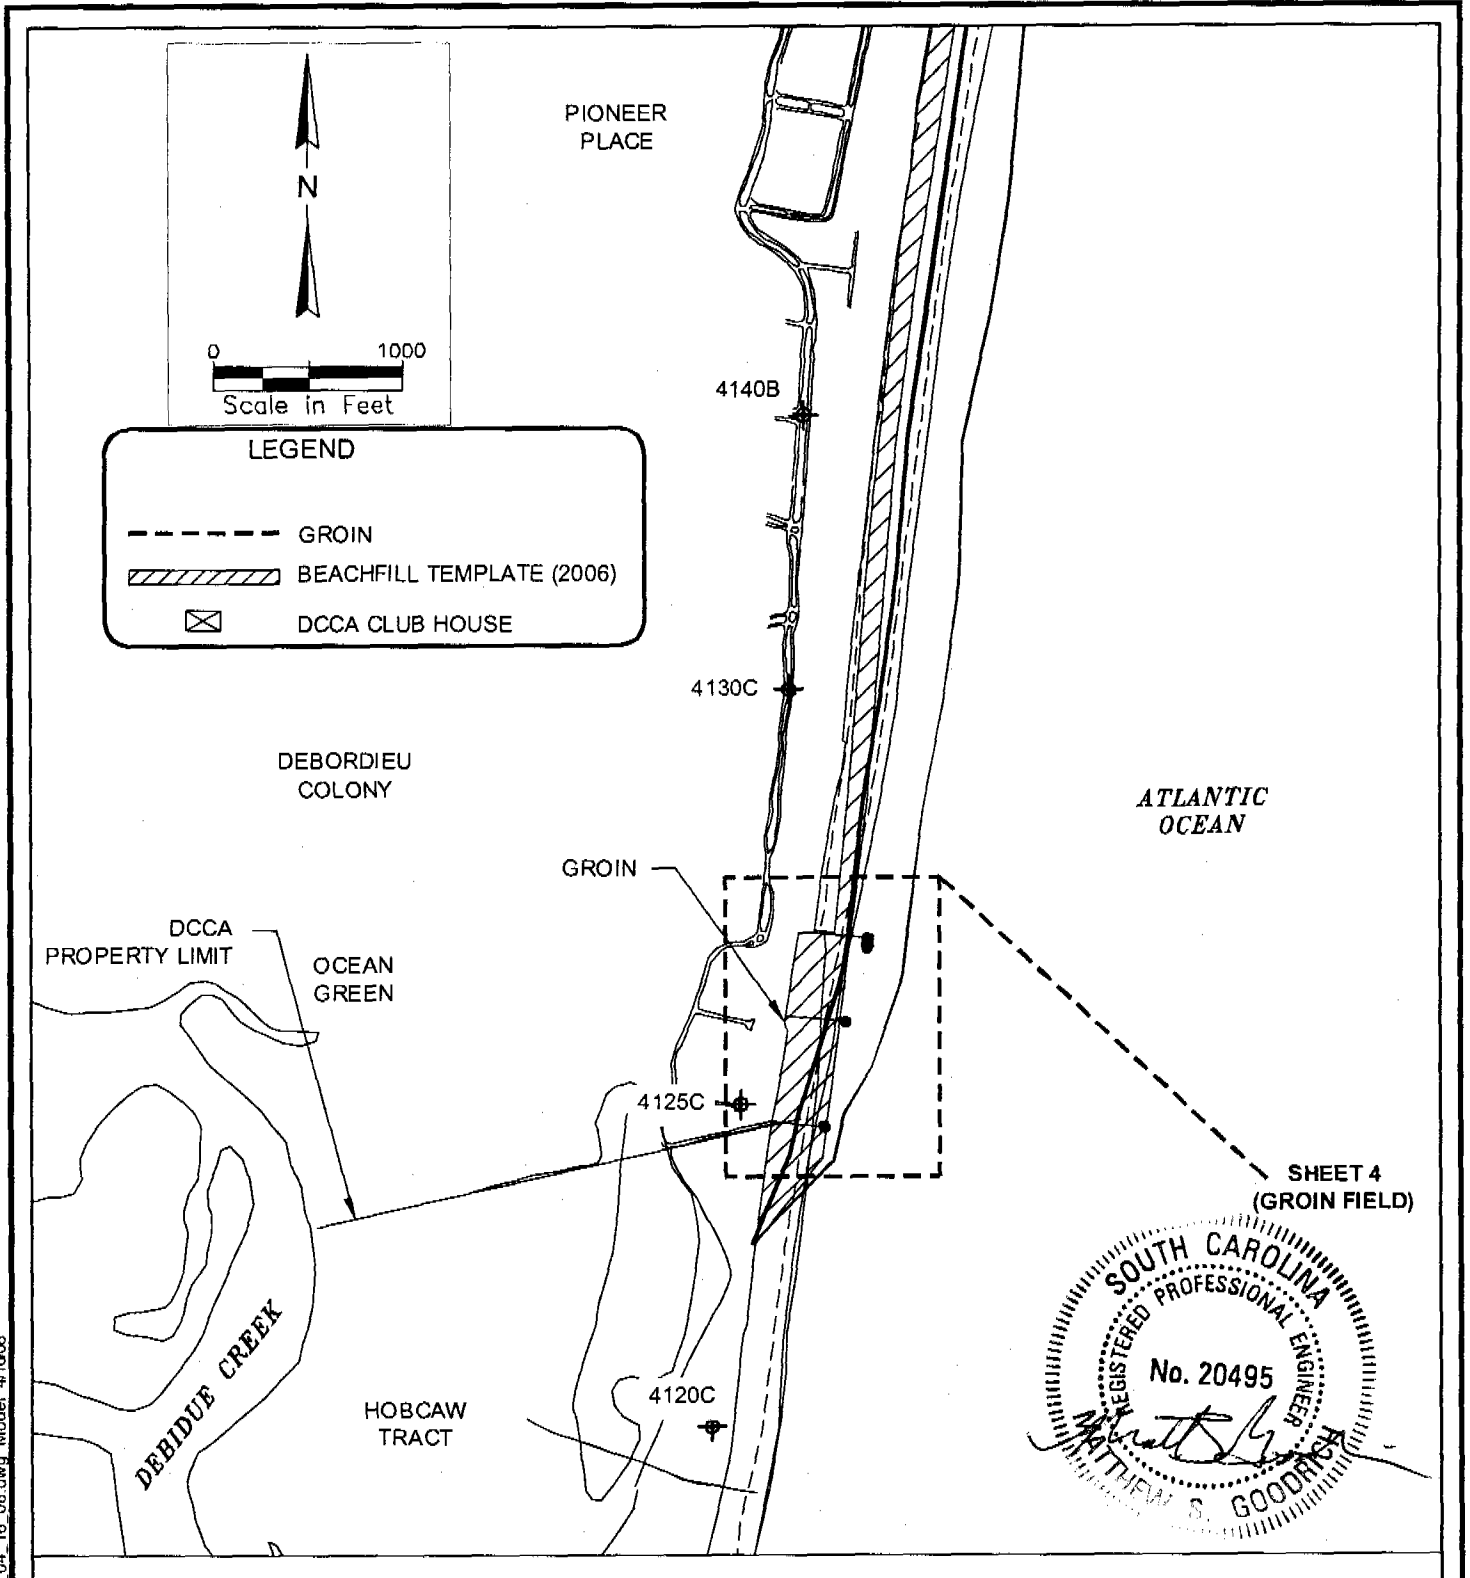 PIONEER
PLACE
N
0 1000
Scale in Feet
4140B
LEGEND
GROIN
BEACHFILL TEMPLATE (2006)
DCCA CLUB HOUSE
4130C
DEBORDIEU
COLONY
ATLANTIC
OCEAN
GROIN
DCCA
PROPERTY LIMIT
OCEAN
GREEN
4125C
SHEET 4
(GROIN FIELD)
DEBIDUE CREEK
HOBCAW
TRACT
4120C
SOUTH CAROLINA
REGISTERED PROFESSIONAL ENGINEER
No. 20495
MATTHEW S. GOODRICH